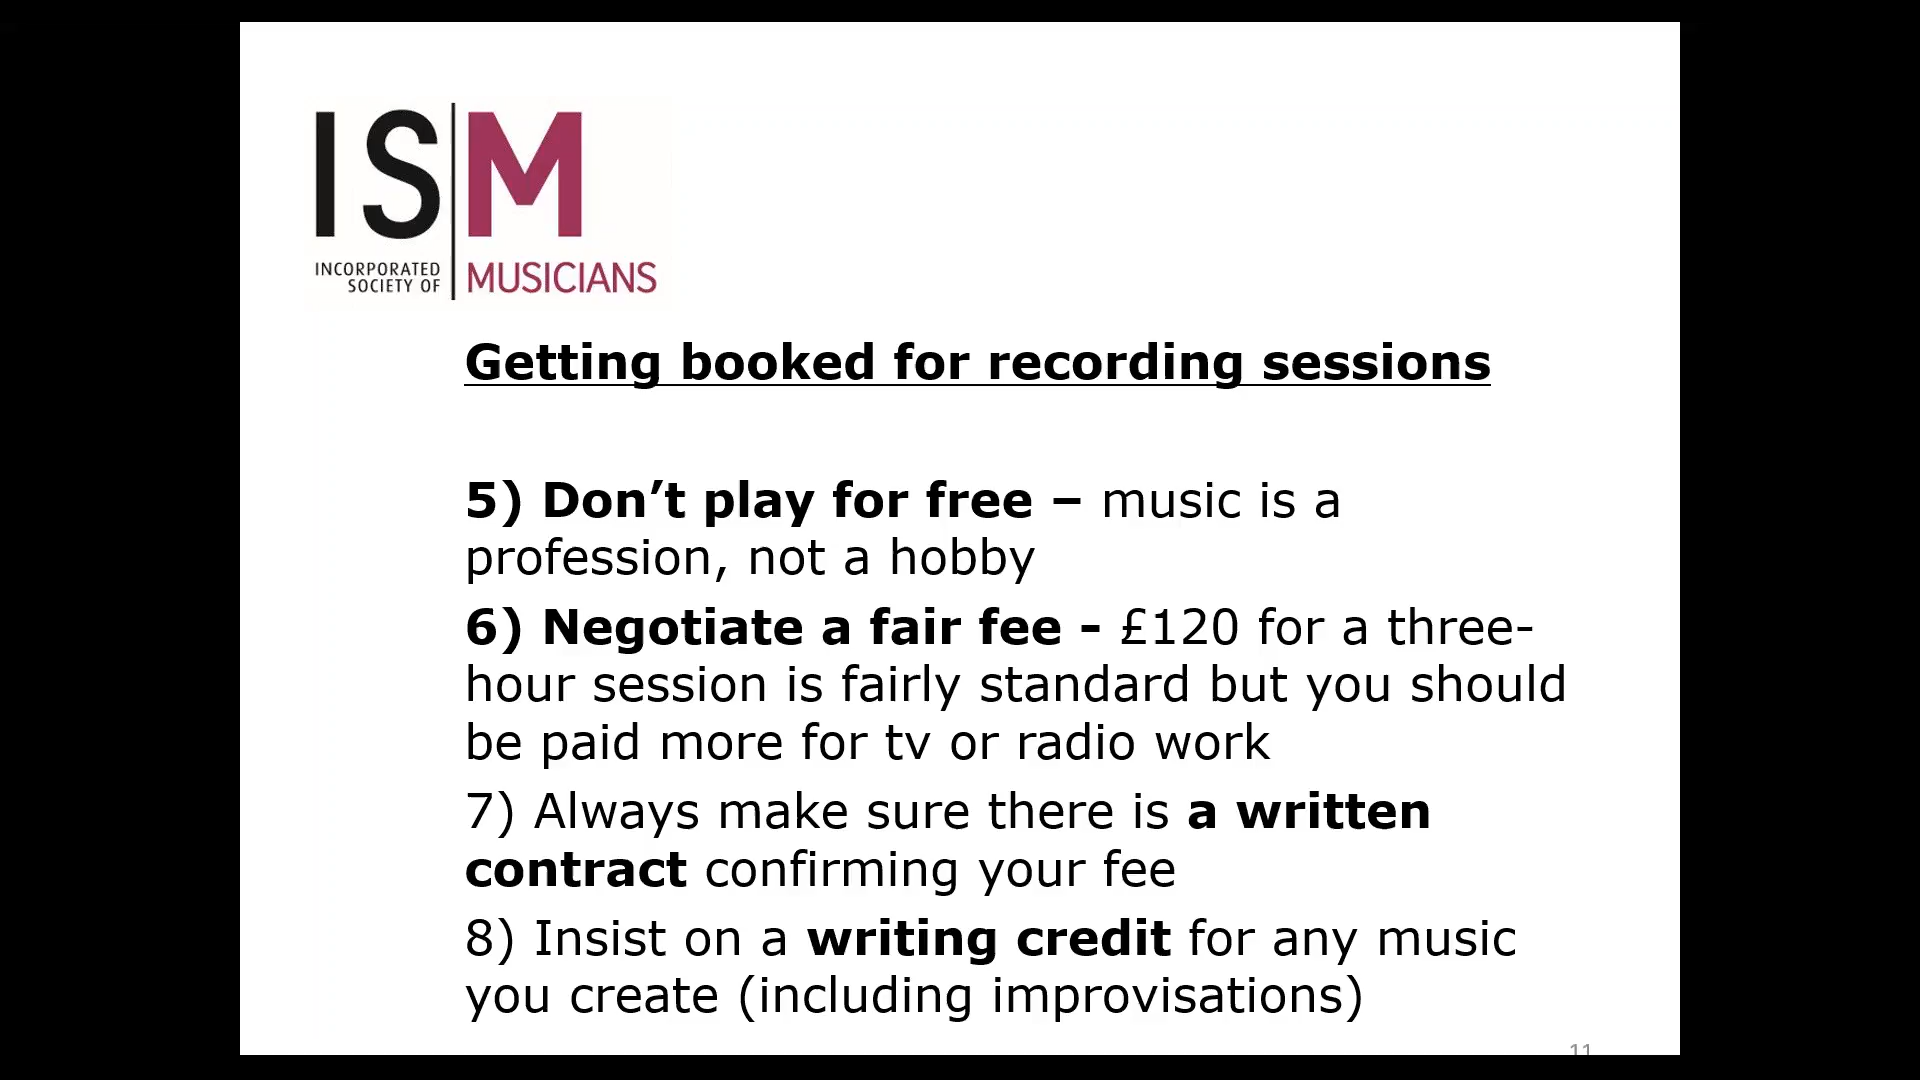 ISM
INCORPORATED
SOCIETY OF
MUSICIANS
Getting booked for recording sessions
5) Don’t play for free – music is a
profession, not a hobby
6) Negotiate a fair fee - £120 for a three-
hour session is fairly standard but you should
be paid more for tv or radio work
7) Always make sure there is a written
contract confirming your fee
8) Insist on a writing credit for any music
you create (including improvisations)
11